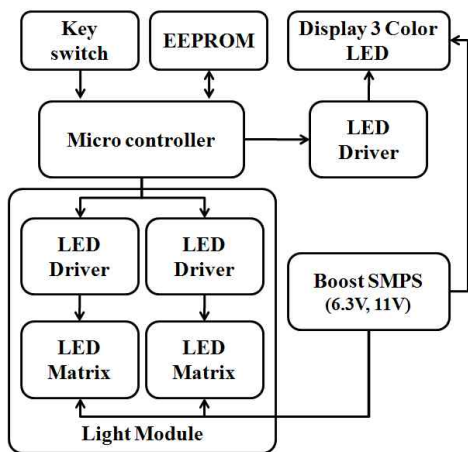 Key
switch
EEPROM
Display 3 Color
LED
Micro controller
LED
Driver
LED
Driver
LED
Driver
Boost SMPS
(6.3V, 11V)
LED
Matrix
LED
Matrix
Light Module